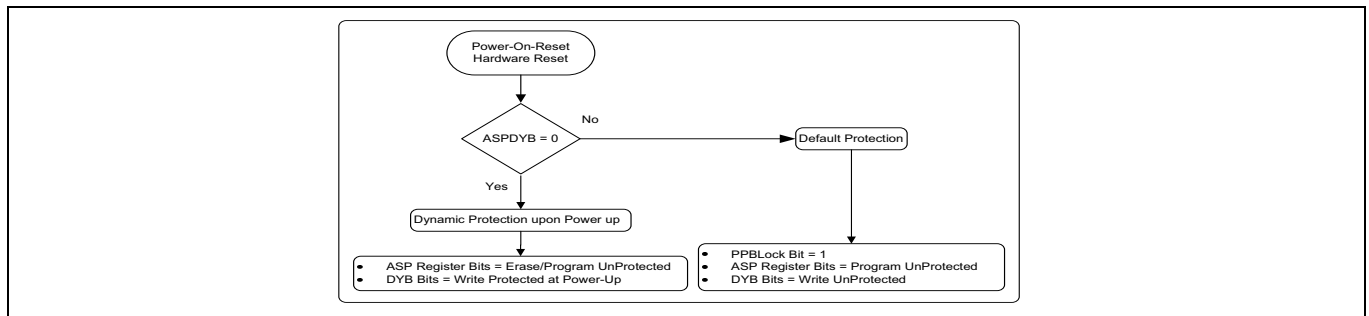 Power-On-Reset
Hardware Reset
ASPDYB = 0
No
Default Protection
Yes
Dynamic Protection upon Power up
• ASP Register Bits = Erase/Program UnProtected
• DYB Bits = Write Protected at Power-Up
• PPBLock Bit = 1
• ASP Register Bits = Program UnProtected
• DYB Bits = Write UnProtected